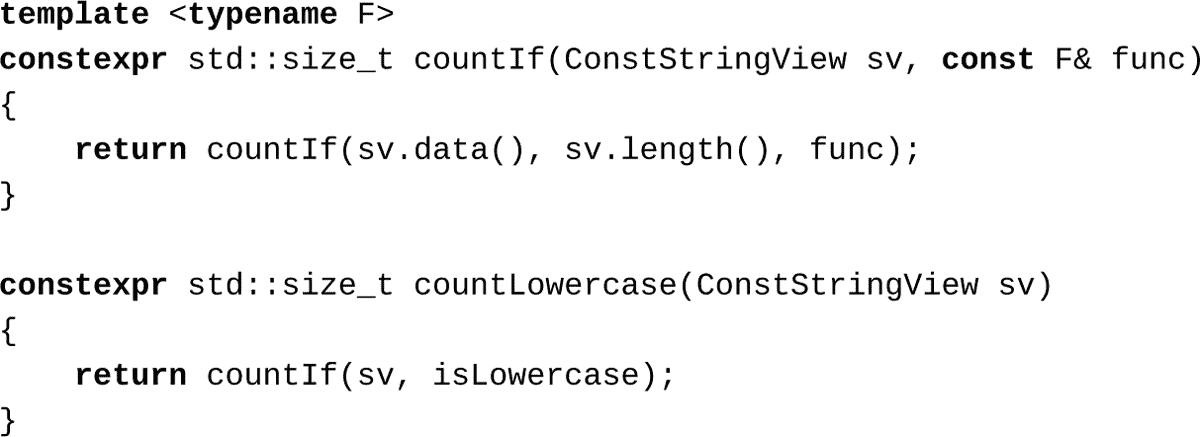 template <typename F>
constexpr std::size_t countIf(ConstStringView sv, const F& func)
{
    return countIf(sv.data(), sv.length(), func);
}

constexpr std::size_t countLowercase(ConstStringView sv)
{
    return countIf(sv, isLowercase);
}